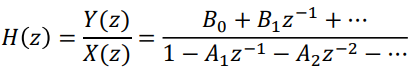 H(z) = Y(z)/X(z) = (B₀ + B₁z⁻¹ + ⋯)/(1 − A₁z⁻¹ − A₂z⁻² − ⋯)